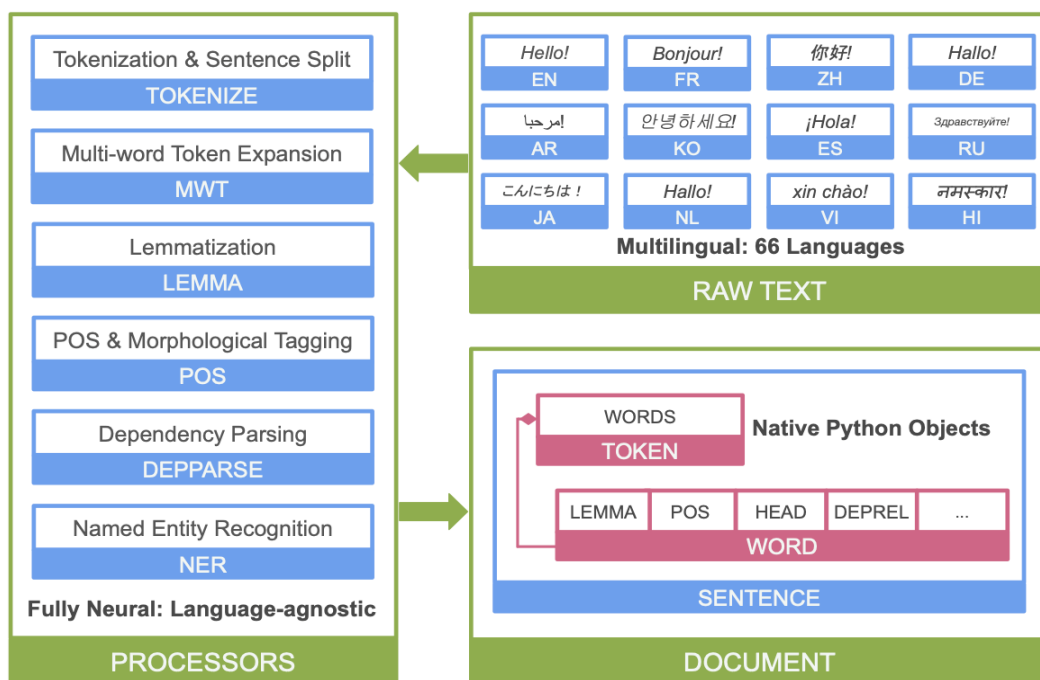 Tokenization & Sentence Split
TOKENIZE
Multi-word Token Expansion
MWT
Lemmatization
LEMMA
POS & Morphological Tagging
POS
Dependency Parsing
DEPPARSE
Named Entity Recognition
NER
Fully Neural: Language-agnostic
PROCESSORS
Hello!
EN
Bonjour!
FR
你好!
ZH
Hallo!
DE
مرحبا!
AR
안녕하세요!
KO
¡Hola!
ES
Здравствуйте!
RU
こんにちは！
JA
Hallo!
NL
xin chào!
VI
नमस्कार!
HI
Multilingual: 66 Languages
RAW TEXT
WORDS
TOKEN
Native Python Objects
LEMMA
POS
HEAD
DEPREL
...
WORD
SENTENCE
DOCUMENT